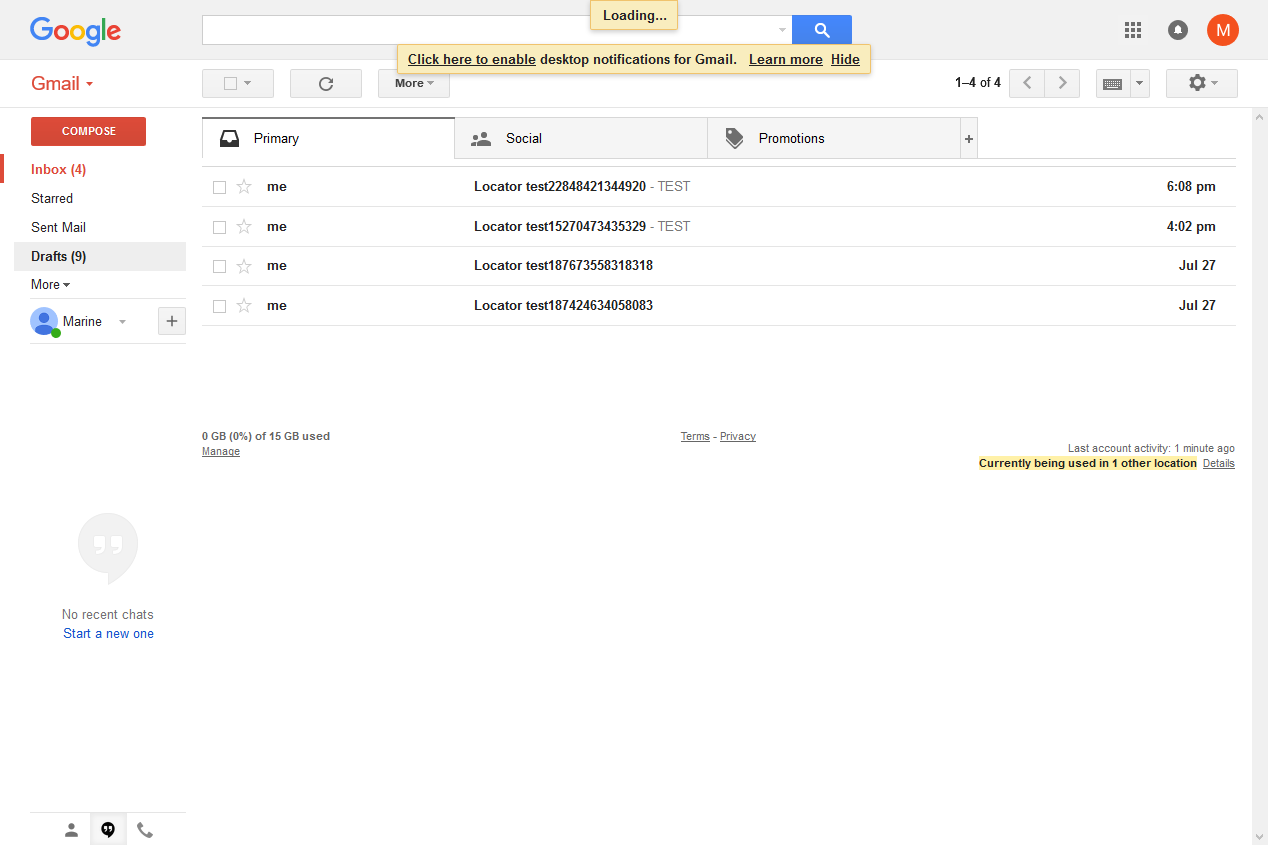 Loading...
Google
M
Click here to enable desktop notifications for Gmail. Learn more Hide
Gmail
More
1–4 of 4
COMPOSE
Inbox (4)
Starred
Sent Mail
Drafts (9)
More
Marine
Primary
Social
Promotions
+
me Locator test22848421344920 - TEST 6:08 pm
me Locator test15270473435329 - TEST 4:02 pm
me Locator test187673558318318 Jul 27
me Locator test187424634058083 Jul 27
0 GB (0%) of 15 GB used
Manage
Terms - Privacy
Last account activity: 1 minute ago
Currently being used in 1 other location Details
No recent chats
Start a new one